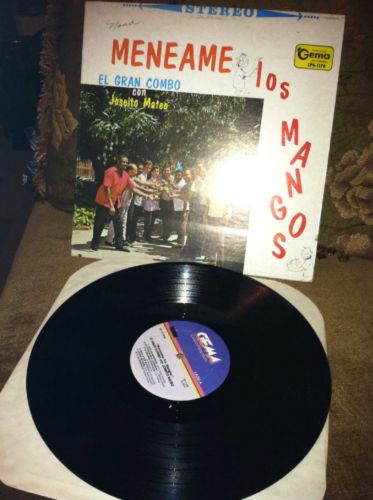 STEREO
Gema
LPG-1170
MENEAME
los
MANGOS
EL GRAN COMBO
con
Joseito Mateo
GEMA